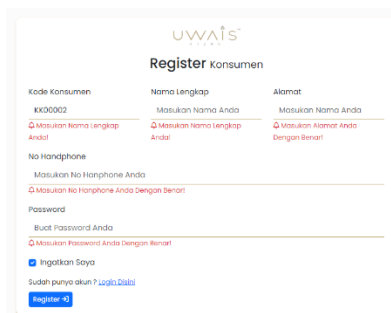 UWAIS
Register Konsumen
Kode Konsumen Nama Lengkap Alamat
KK00002 Masukan Nama Anda Masukan Nama Anda
Masukan Nama Lengkap Anda! Masukan Nama Lengkap Anda! Masukan Alamat Anda Dengan Benar!
No Handphone
Masukan No Hanphone Anda
Masukan No Hanphone Anda Dengan Benar!
Password
Buat Password Anda
Masukan Password Anda Dengan Benar!
Ingatkan Saya
Sudah punya akun ? Login Disini
Register